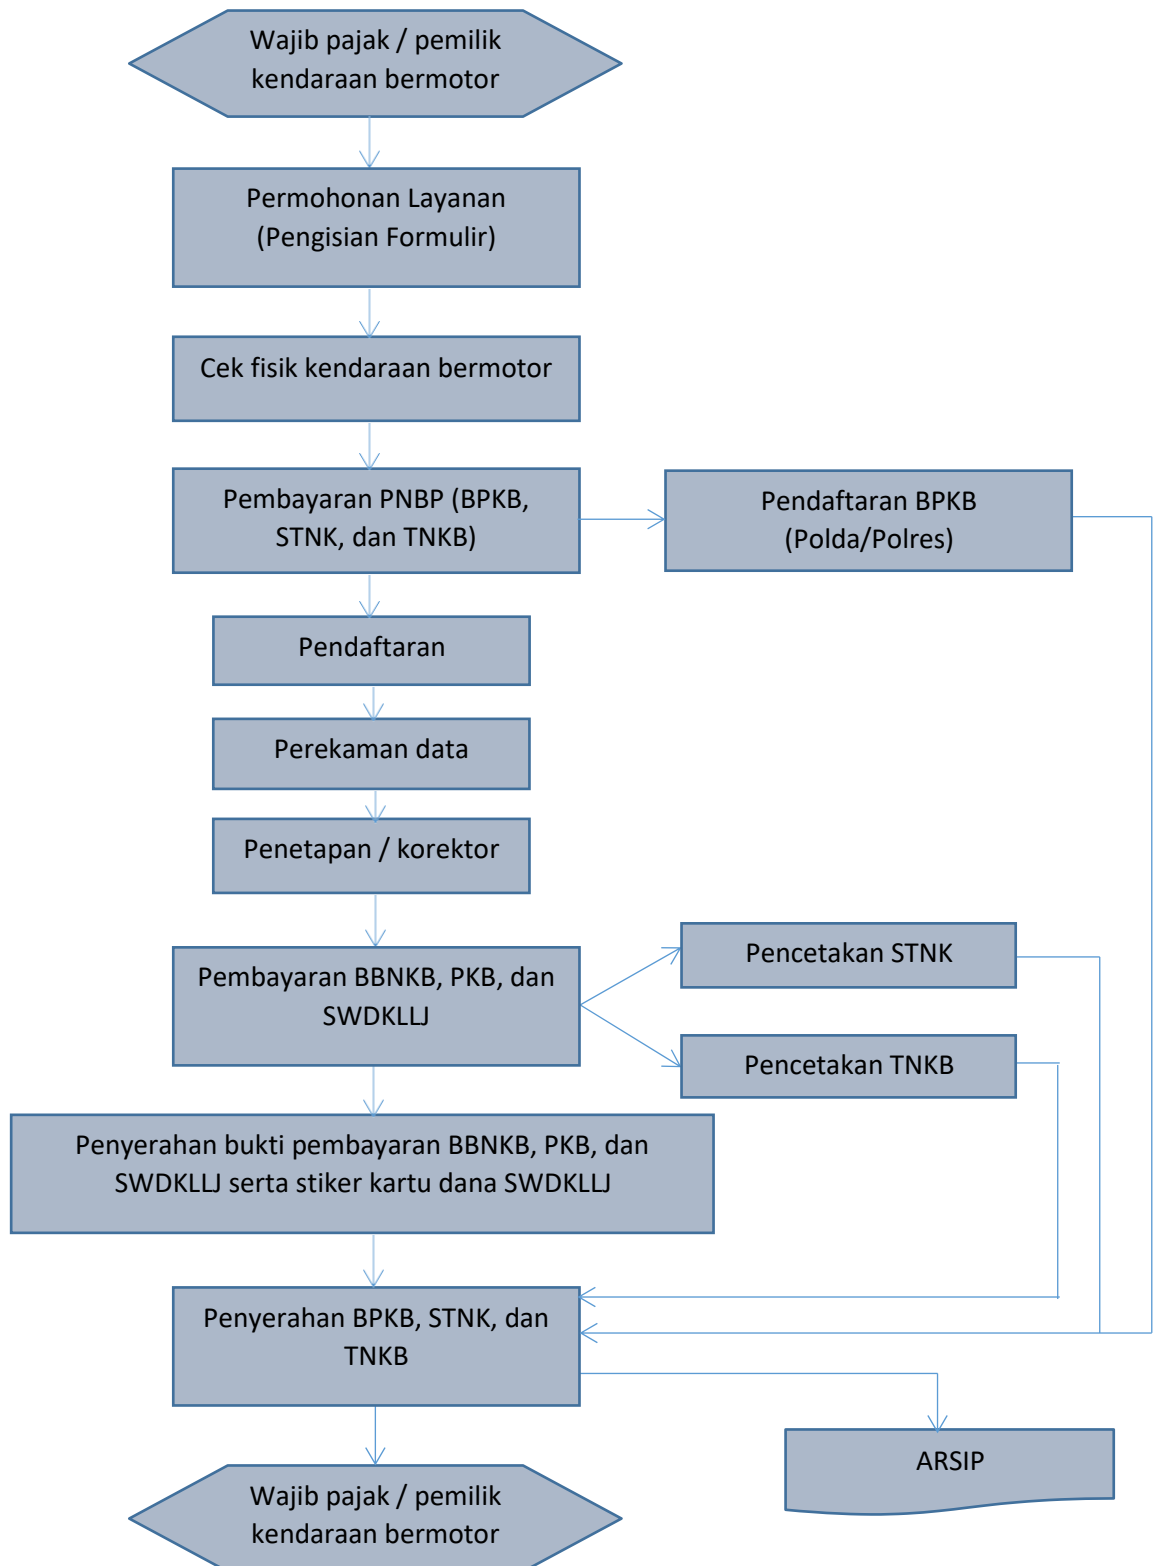 Wajib pajak / pemilik
kendaraan bermotor
Permohonan Layanan
(Pengisian Formulir)
Cek fisik kendaraan bermotor
Pembayaran PNBP (BPKB,
STNK, dan TNKB)
Pendaftaran BPKB
(Polda/Polres)
Pendaftaran
Perekaman data
Penetapan / korektor
Pembayaran BBNKB, PKB, dan
SWDKLLJ
Pencetakan STNK
Pencetakan TNKB
Penyerahan bukti pembayaran BBNKB, PKB, dan
SWDKLLJ serta stiker kartu dana SWDKLLJ
Penyerahan BPKB, STNK, dan
TNKB
ARSIP
Wajib pajak / pemilik
kendaraan bermotor